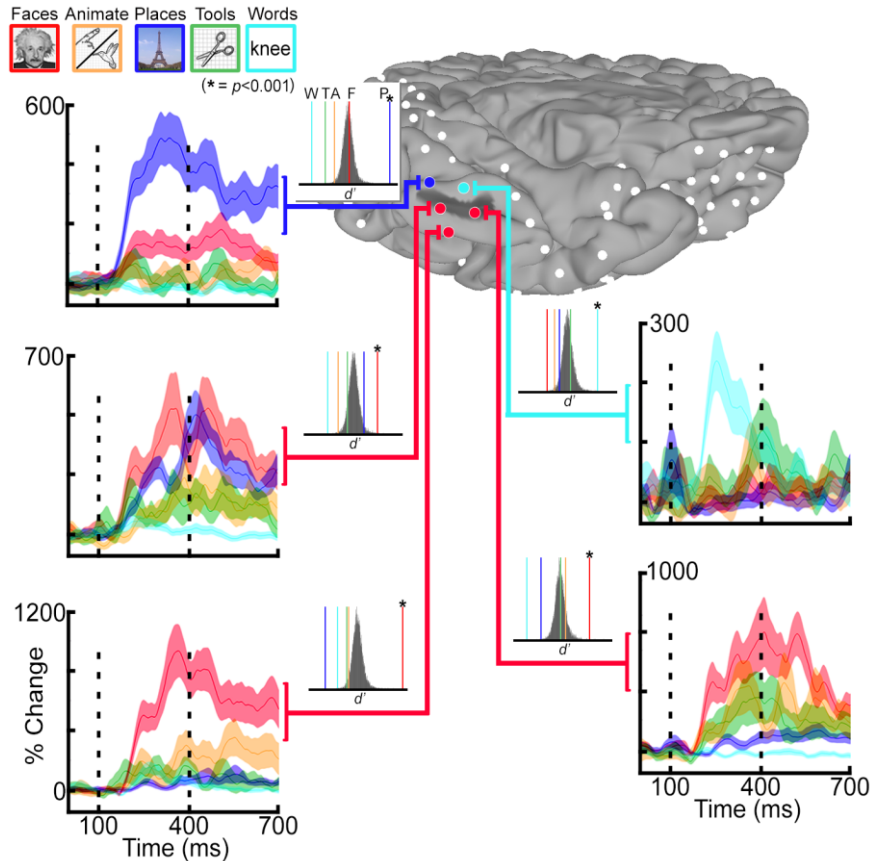 Faces Animate Places Tools Words
knee
(* = p<0.001)
W T A F P *
d'
600
700
*
d'
1200
% Change
0
*
d'
100 400 700
Time (ms)
*
d'
300
*
d'
1000
100 400 700
Time (ms)